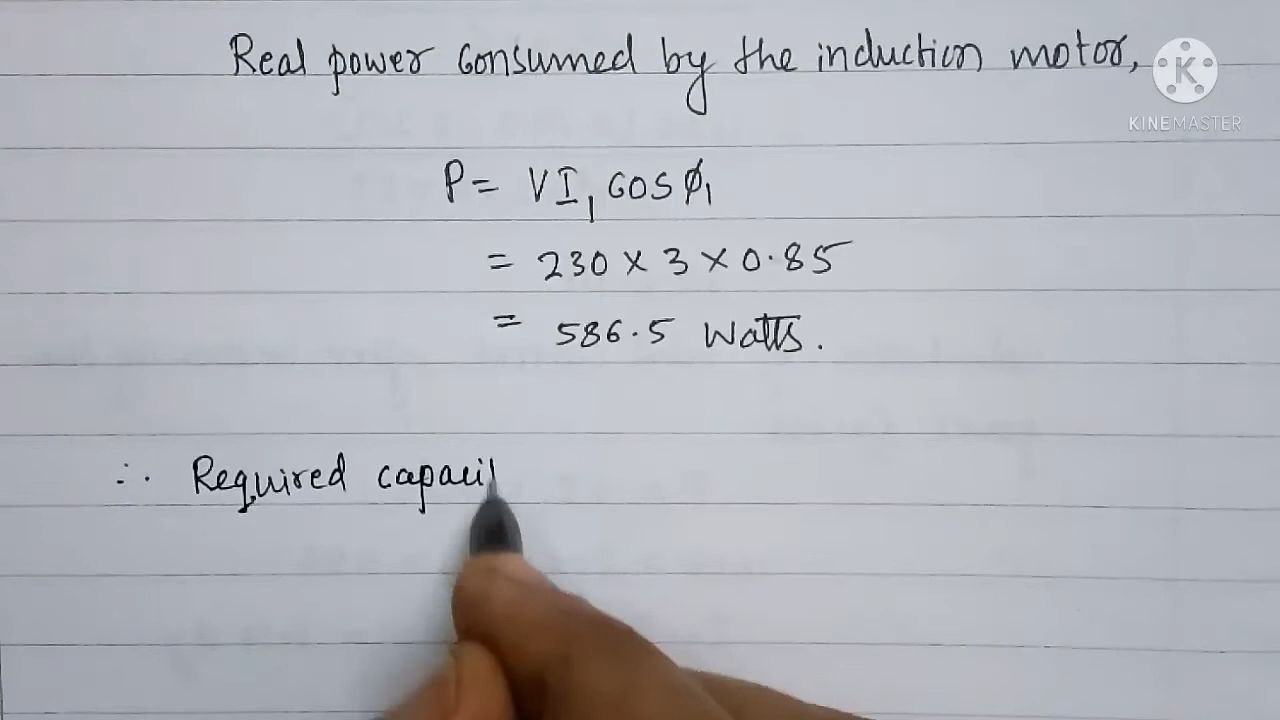 Real power consumed by the induction motor,
K
KINEMASTER
P = VI₁ cos φ₁
= 230 × 3 × 0.85
= 586.5 Watts.
∴ Required capacit